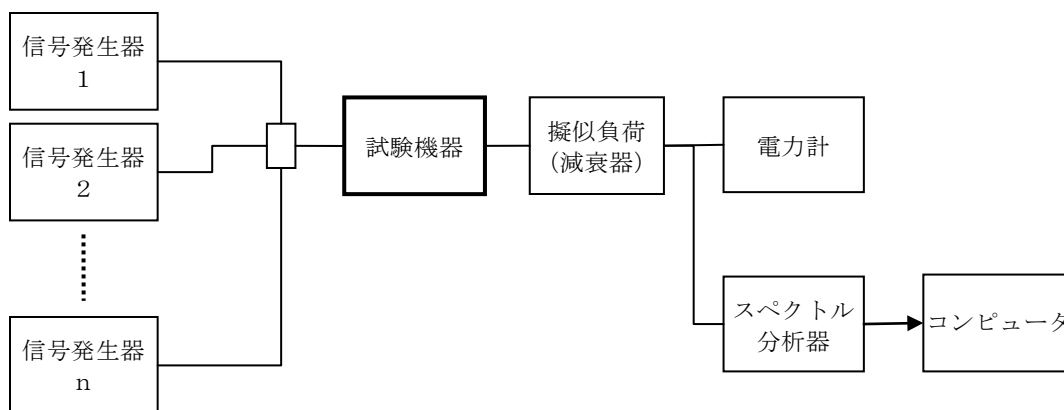 信号発生器
1
信号発生器
2
信号発生器
n
試験機器
擬似負荷
(減衰器)
電力計
スペクトル
分析器
コンピュータ